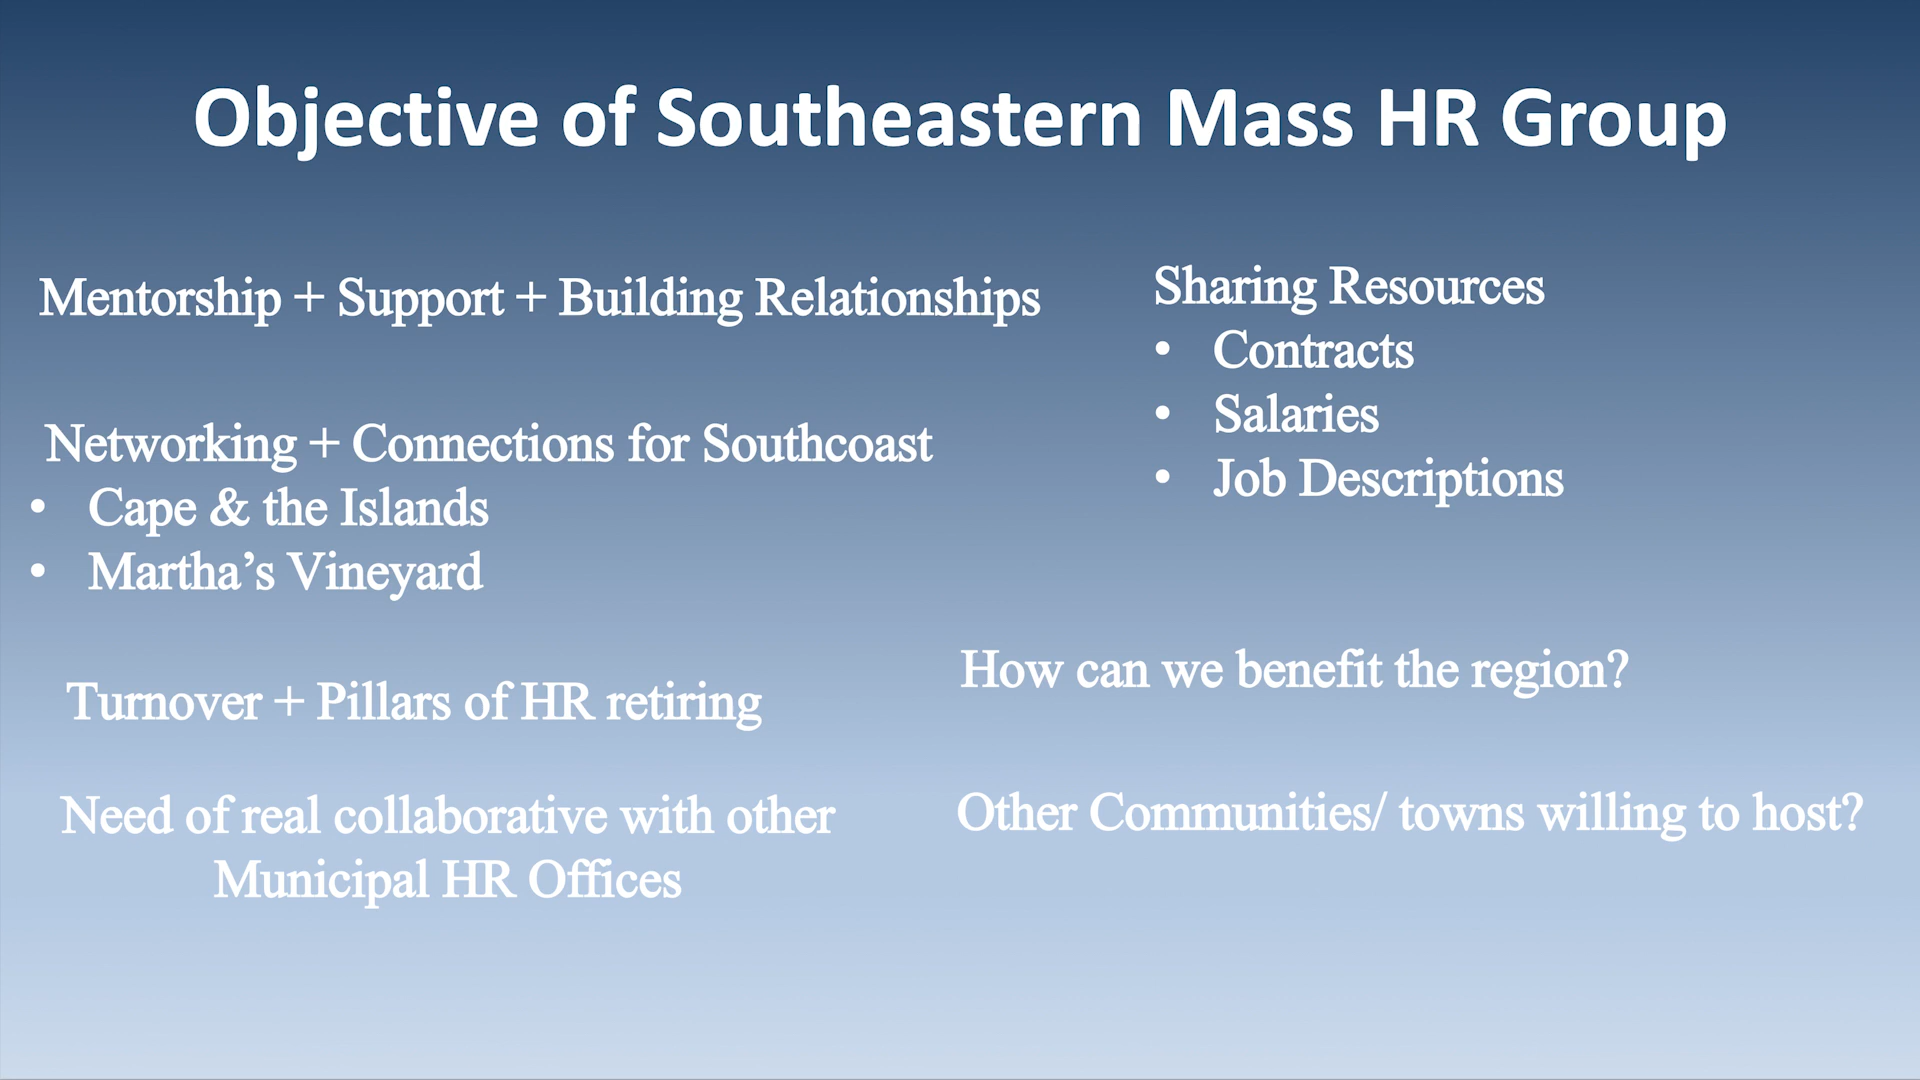 Objective of Southeastern Mass HR Group
Mentorship + Support + Building Relationships
Networking + Connections for Southcoast
• Cape & the Islands
• Martha’s Vineyard
Turnover + Pillars of HR retiring
Need of real collaborative with other
Municipal HR Offices
Sharing Resources
• Contracts
• Salaries
• Job Descriptions
How can we benefit the region?
Other Communities/ towns willing to host?